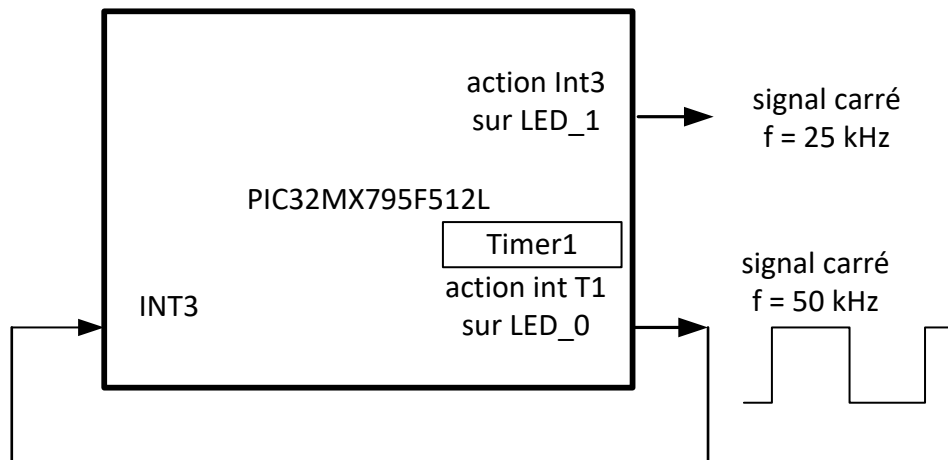 action Int3
sur LED_1
signal carré
f = 25 kHz
PIC32MX795F512L
Timer1
action int T1
sur LED_0
INT3
signal carré
f = 50 kHz